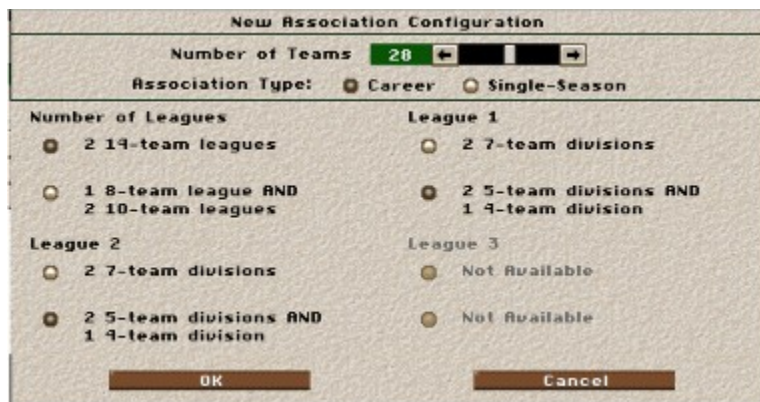 New Association Configuration
Number of Teams 28
Association Type: Career Single-Season
Number of Leagues
2 14-team leagues
1 8-team league AND
2 10-team leagues
League 1
2 7-team divisions
2 5-team divisions AND
1 4-team division
League 2
2 7-team divisions
2 5-team divisions AND
1 4-team division
League 3
Not Available
Not Available
OK
Cancel